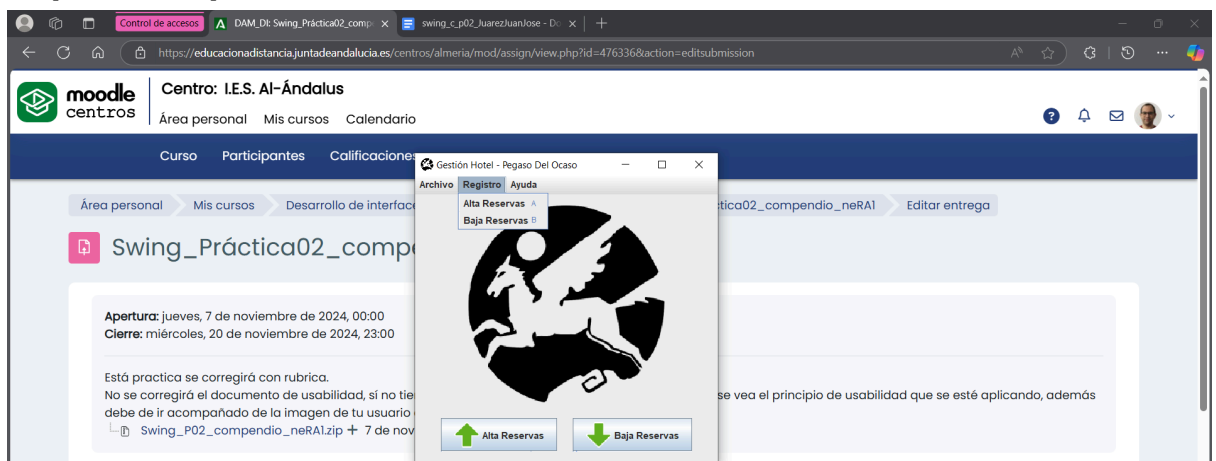 Control de accesos
DAM_DI: Swing_Práctica02_comp
swing_c_p02_JuarezJuanJose - Do
https://educacionadistancia.juntadeandalucia.es/centros/almeria/mod/assign/view.php?id=476336&action=editsubmission
moodle
centros
Centro: I.E.S. Al-Ándalus
Área personal Mis cursos Calendario
Curso Participantes Calificaciones
Gestión Hotel - Pegaso Del Ocaso
Archivo Registro Ayuda
Alta Reservas A
Baja Reservas B
Área personal Mis cursos Desarrollo de interface
ctica02_compendio_neRA1 Editar entrega
Swing_Práctica02_compe
Apertura: jueves, 7 de noviembre de 2024, 00:00
Cierre: miércoles, 20 de noviembre de 2024, 23:00
Está practica se corregirá con rubrica.
No se corregirá el documento de usabilidad, sí no tie
se vea el principio de usabilidad que se esté aplicando, además
debe de ir acompañado de la imagen de tu usuario
Swing_P02_compendio_neRA1.zip + 7 de nov
Alta Reservas
Baja Reservas